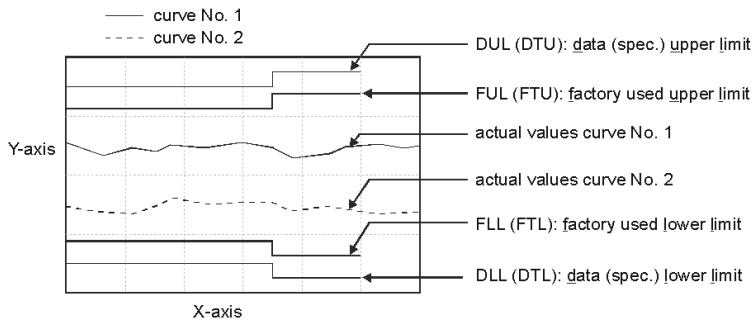 curve No. 1
curve No. 2
DUL (DTU): data (spec.) upper limit
FUL (FTU): factory used upper limit
actual values curve No. 1
Y-axis
actual values curve No. 2
FLL (FTL): factory used lower limit
DLL (DTL): data (spec.) lower limit
X-axis